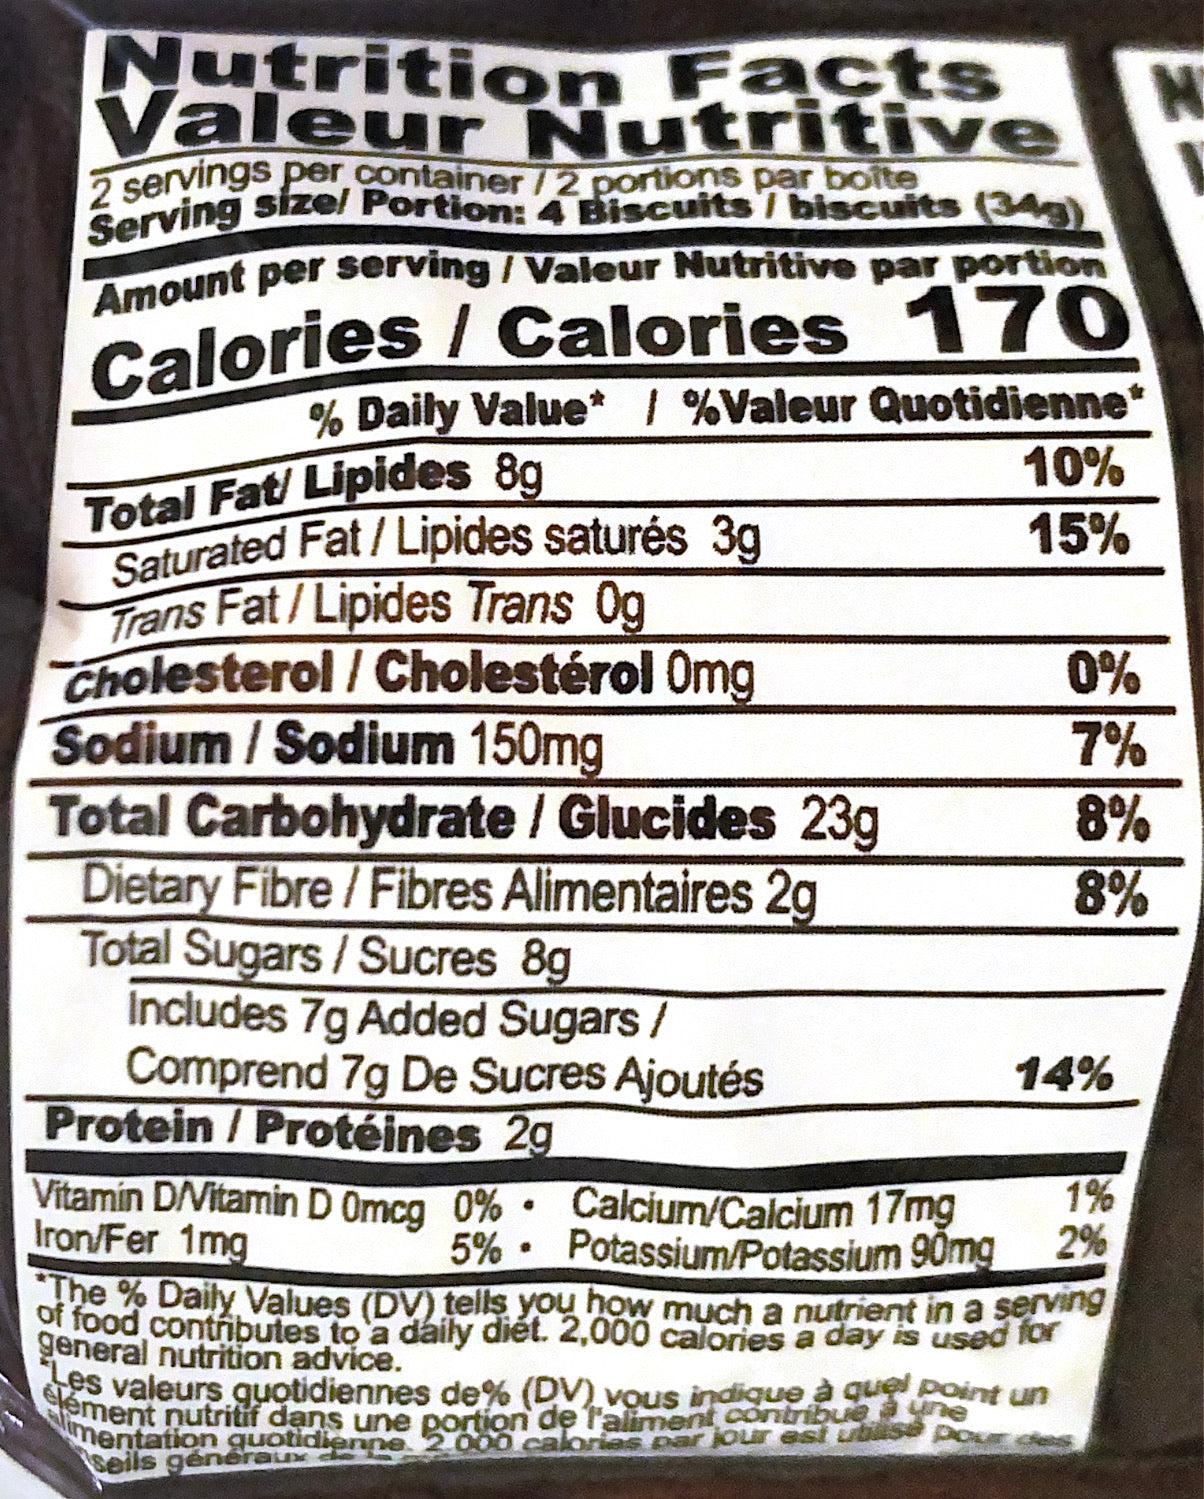 Nutrition Facts
Valeur Nutritive
2 servings per container / 2 portions par boîte
Serving size/ Portion: 4 Biscuits / biscuits (34g)
Amount per serving / Valeur Nutritive par portion
Calories / Calories 170
% Daily Value* / %Valeur Quotidienne*
Total Fat/ Lipides 8g 10%
Saturated Fat / Lipides saturés 3g 15%
Trans Fat / Lipides Trans 0g
Cholesterol / Cholestérol 0mg 0%
Sodium / Sodium 150mg 7%
Total Carbohydrate / Glucides 23g 8%
Dietary Fibre / Fibres Alimentaires 2g 8%
Total Sugars / Sucres 8g
Includes 7g Added Sugars /
Comprend 7g De Sucres Ajoutés 14%
Protein / Protéines 2g
Vitamin D/Vitamin D 0mcg 0% • Calcium/Calcium 17mg 1%
Iron/Fer 1mg 5% • Potassium/Potassium 90mg 2%
*The % Daily Values (DV) tells you how much a nutrient in a serving
of food contributes to a daily diet. 2,000 calories a day is used for
general nutrition advice.
*Les valeurs quotidiennes de% (DV) vous indique à quel point un
élément nutritif dans une portion de l'aliment contribue à une
alimentation quotidienne. 2 000 calories par jour est utilisé pour des
seils généraux